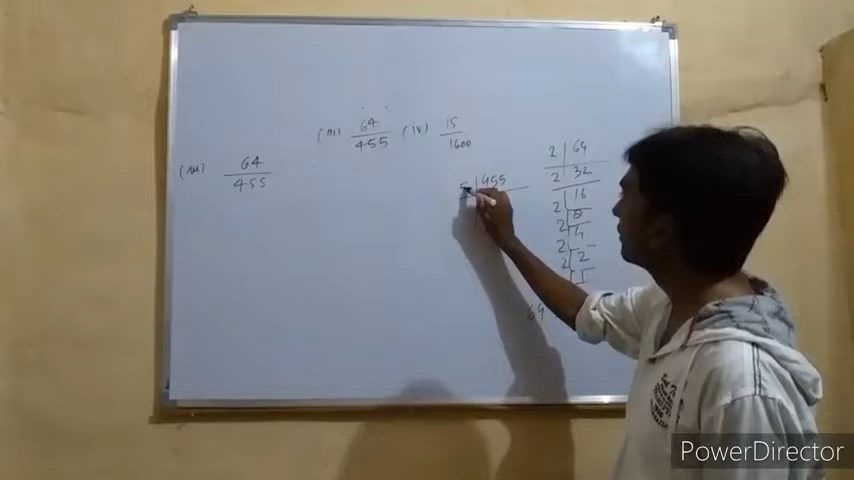 (iii) 64/455 (iv) 15/1600
(iii) 64/455
5 | 455
2 | 64
2 | 32
2 | 16
2 | 8
2 | 4
2 | 2
1
64
PowerDirector